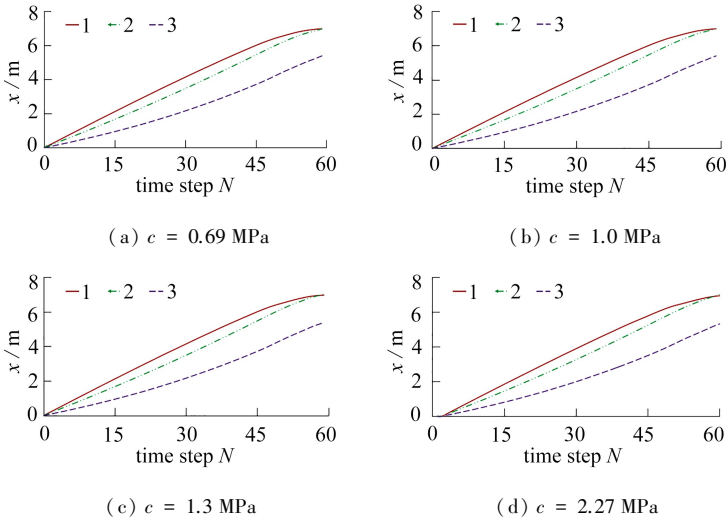 8
6
4
2
0
x / m
1 2 3
0 15 30 45 60
time step N
(a) c = 0.69 MPa
8
6
4
2
0
x / m
1 2 3
0 15 30 45 60
time step N
(b) c = 1.0 MPa
8
6
4
2
0
x / m
1 2 3
0 15 30 45 60
time step N
(c) c = 1.3 MPa
8
6
4
2
0
x / m
1 2 3
0 15 30 45 60
time step N
(d) c = 2.27 MPa